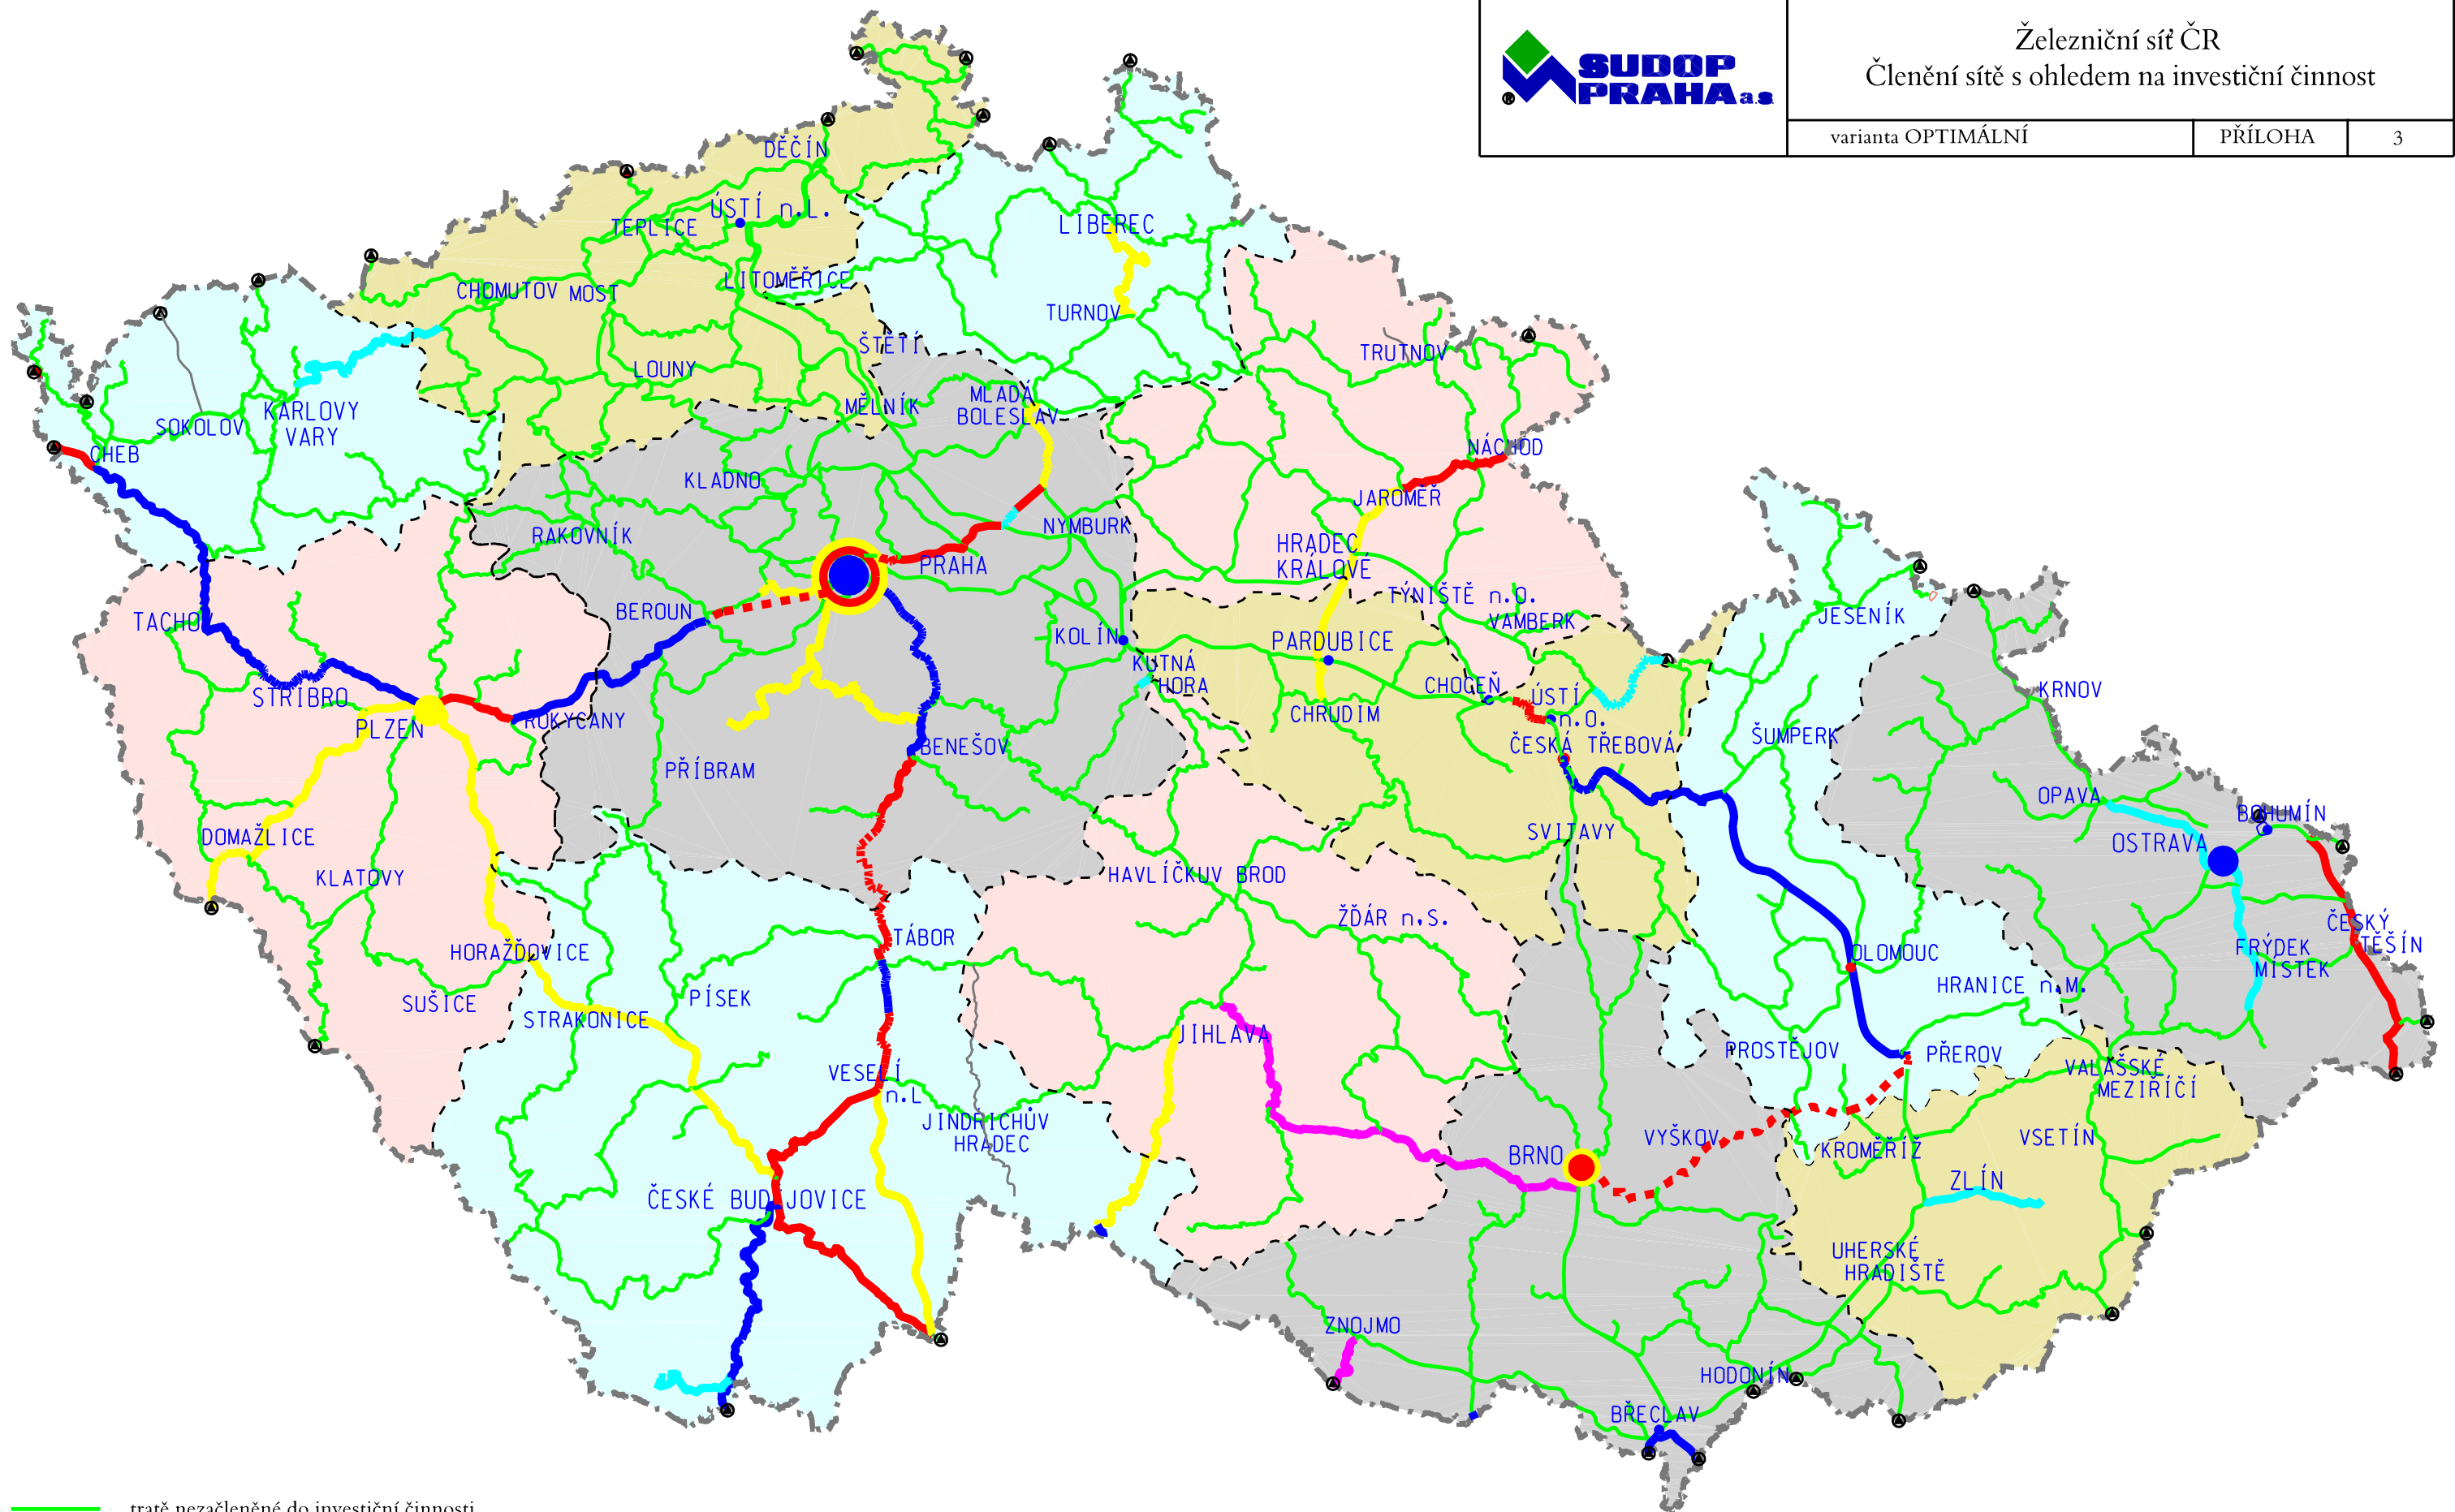 SUDOP
PRAHA a.s
®
Železniční síť ČR
Členění sítě s ohledem na investiční činnost
varianta OPTIMÁLNÍ
PŘÍLOHA
3
DĚČÍN
ÚSTÍ n.L.
TEPLICE
LIBEREC
LITOMĚŘICE
CHOMUTOV
MOST
TURNOV
ŠTĚTÍ
TRUTNOV
LOUNY
MLADÁ
BOLESLAV
MĚLNÍK
KARLOVY
VARY
SOKOLOV
CHEB
NÁCHOD
KLADNO
JAROMĚŘ
NYMBURK
RAKOVNÍK
HRADEC
KRÁLOVÉ
PRAHA
TÝNIŠTĚ n.O.
VAMBERK
BEROUN
JESENÍK
TACHOV
KOLÍN
PARDUBICE
KUTNÁ
HORA
CHOCEŇ
ÚSTÍ
n.O.
KRNOV
STŘÍBRO
CHRUDIM
ROKYCANY
PLZEŇ
ŠUMPERK
BENEŠOV
ČESKÁ TŘEBOVÁ
PŘÍBRAM
OPAVA
BOHUMÍN
DOMAŽLICE
SVITAVY
OSTRAVA
KLATOVY
HAVLÍČKUV BROD
ŽĎÁR n.S.
ČESKÝ
TĚŠÍN
TÁBOR
HORAŽĎOVICE
OLOMOUC
FRÝDEK
MÍSTEK
HRANICE n.M.
SUŠICE
PÍSEK
STRAKONICE
JIHLAVA
PROSTĚJOV
PŘEROV
VESELÍ
n.L
VALAŠSKÉ
MEZIŘÍČÍ
JINDŘICHŮV
HRADEC
VYŠKOV
VSETÍN
BRNO
KROMĚŘÍŽ
ZLÍN
ČESKÉ BUDĚJOVICE
UHERSKÉ
HRADIŠTĚ
ZNOJMO
HODONÍN
BŘECLAV
tratě nezačleněné do investiční činnosti